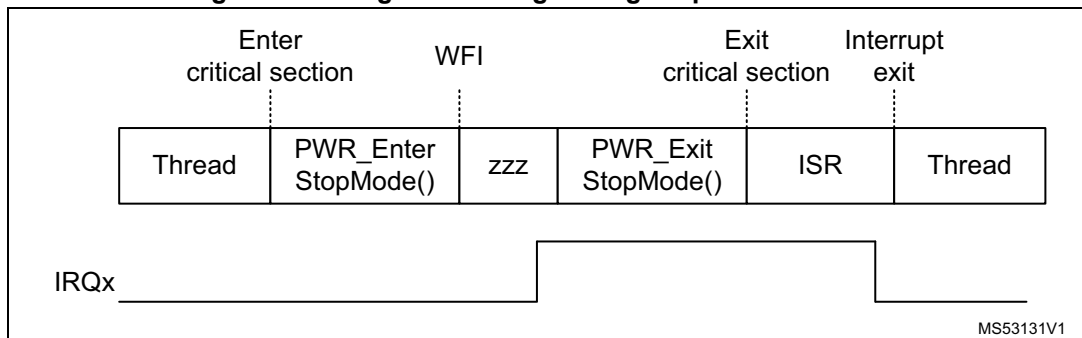 Enter
critical section
WFI
Exit
critical section
Interrupt
exit
Thread
PWR_Enter
StopMode()
zzz
PWR_Exit
StopMode()
ISR
Thread
IRQx
MS53131V1